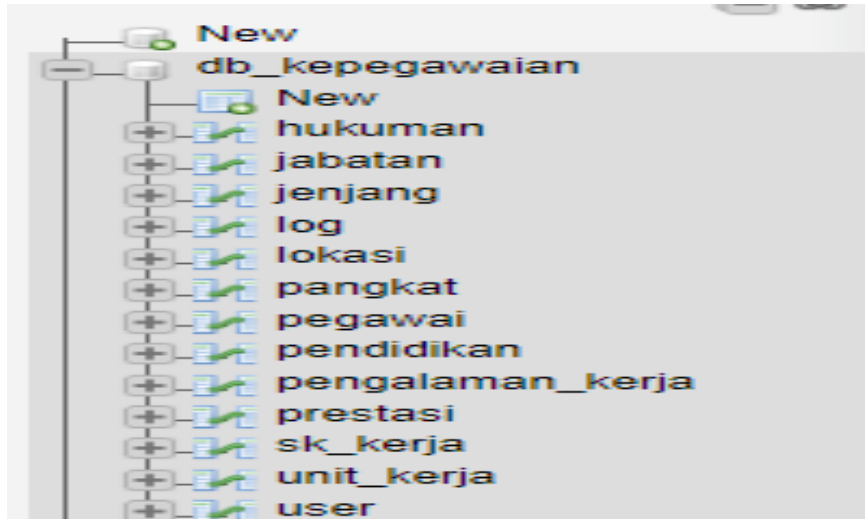 New
db_kepegawaian
New
hukuman
jabatan
jenjang
log
lokasi
pangkat
pegawai
pendidikan
pengalaman_kerja
prestasi
sk_kerja
unit_kerja
user